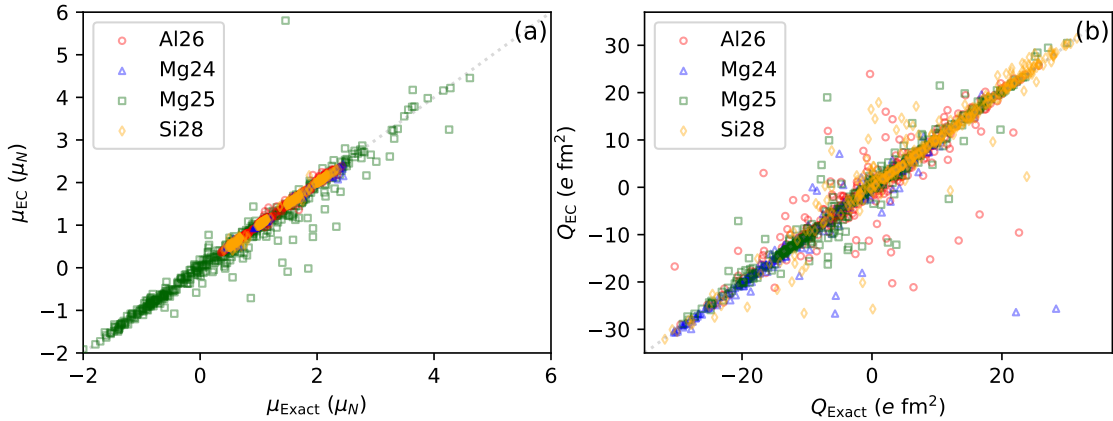 (a)
Al26
Mg24
Mg25
Si28
6
5
4
3
2
1
0
−1
−2
μEC (μN)
−2 0 2 4 6
μExact (μN)
(b)
Al26
Mg24
Mg25
Si28
30
20
10
0
−10
−20
−30
QEC (e fm²)
−20 0 20
QExact (e fm²)